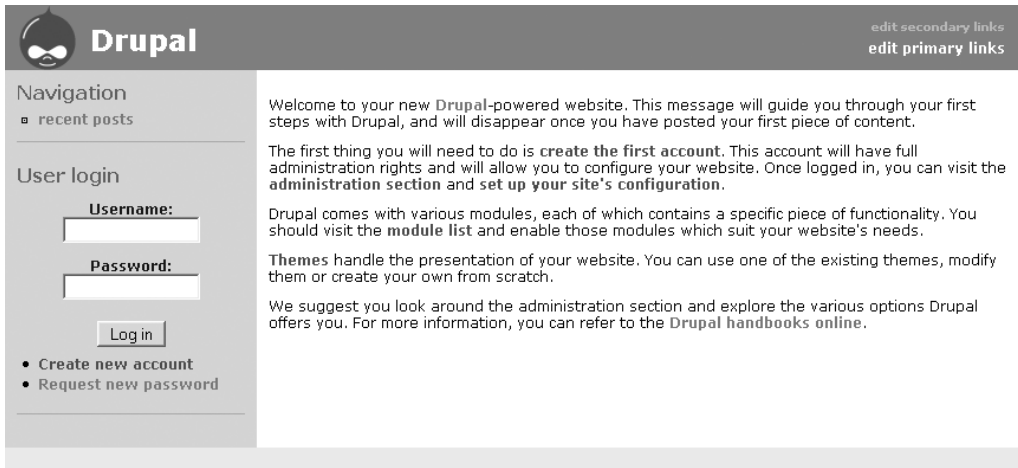 Drupal
edit secondary links
edit primary links
Navigation
recent posts
User login
Username:
Password:
Log in
Create new account
Request new password
Welcome to your new Drupal-powered website. This message will guide you through your first
steps with Drupal, and will disappear once you have posted your first piece of content.
The first thing you will need to do is create the first account. This account will have full
administration rights and will allow you to configure your website. Once logged in, you can visit the
administration section and set up your site's configuration.
Drupal comes with various modules, each of which contains a specific piece of functionality. You
should visit the module list and enable those modules which suit your website's needs.
Themes handle the presentation of your website. You can use one of the existing themes, modify
them or create your own from scratch.
We suggest you look around the administration section and explore the various options Drupal
offers you. For more information, you can refer to the Drupal handbooks online.